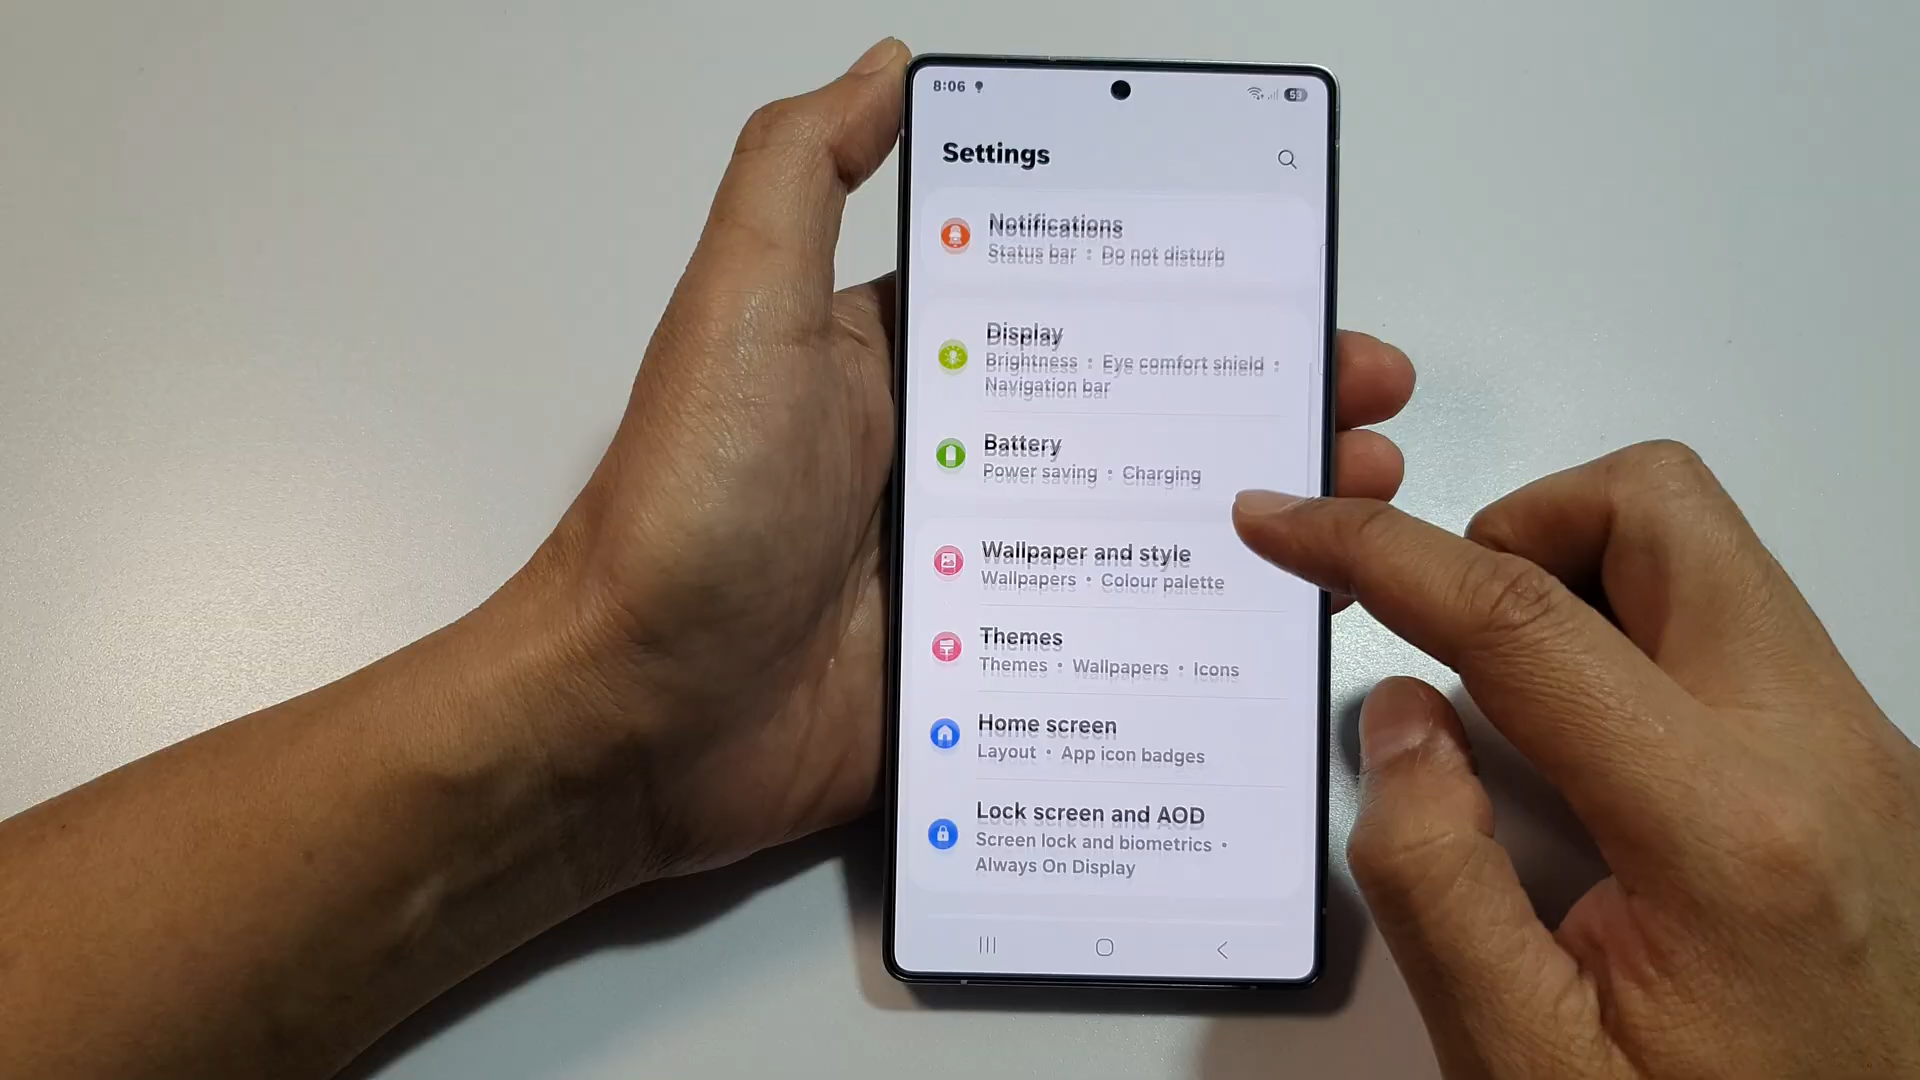 8:06
53
Settings
Notifications
Status bar • Do not disturb
Display
Brightness • Eye comfort shield •
Navigation bar
Battery
Power saving • Charging
Wallpaper and style
Wallpapers • Colour palette
Themes
Themes • Wallpapers • Icons
Home screen
Layout • App icon badges
Lock screen and AOD
Screen lock and biometrics •
Always On Display